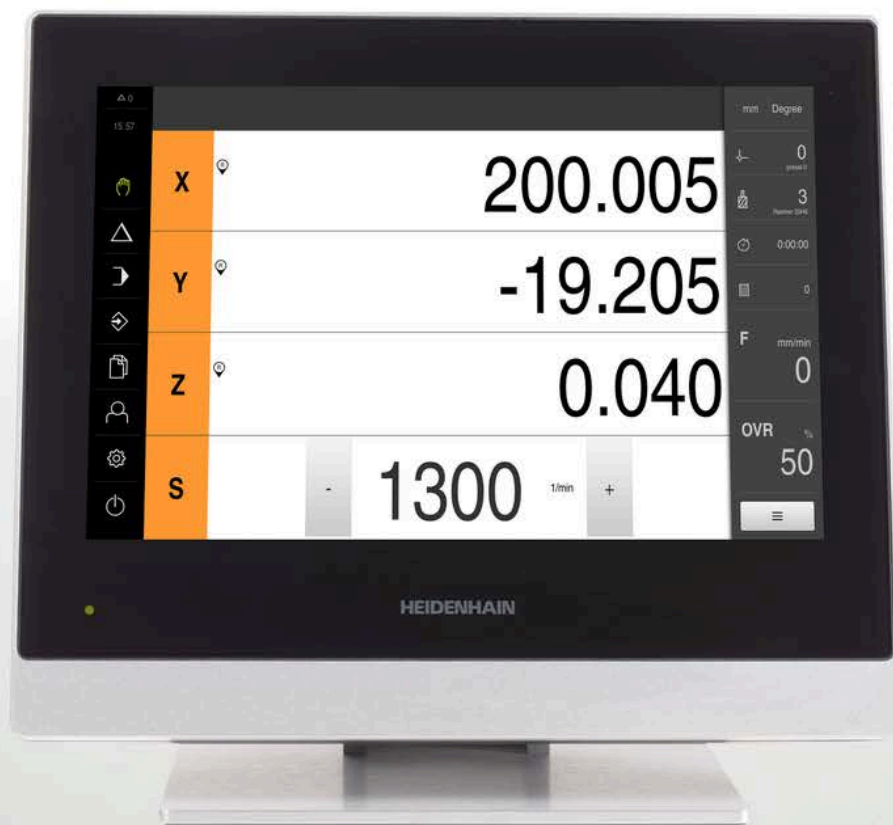 0
15:57
X R 200.005
Y R -19.205
Z R 0.040
S - 1300 1/min +
mm Degree
0
3
0:00:00
0
F mm/min
0
OVR %
50
HEIDENHAIN